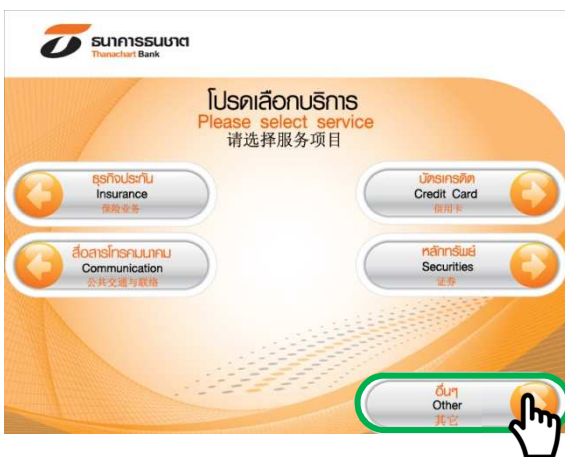 ธนาคารธนชาต
Thanachart Bank
โปรดเลือกบริการ
Please select service
请选择服务项目
ธุรกิจประกัน
Insurance
保险业务
บัตรเครดิต
Credit Card
信用卡
สื่อสารโทรคมนาคม
Communication
公共交通与联络
หลักทรัพย์
Securities
证券
อื่นๆ
Other
其它